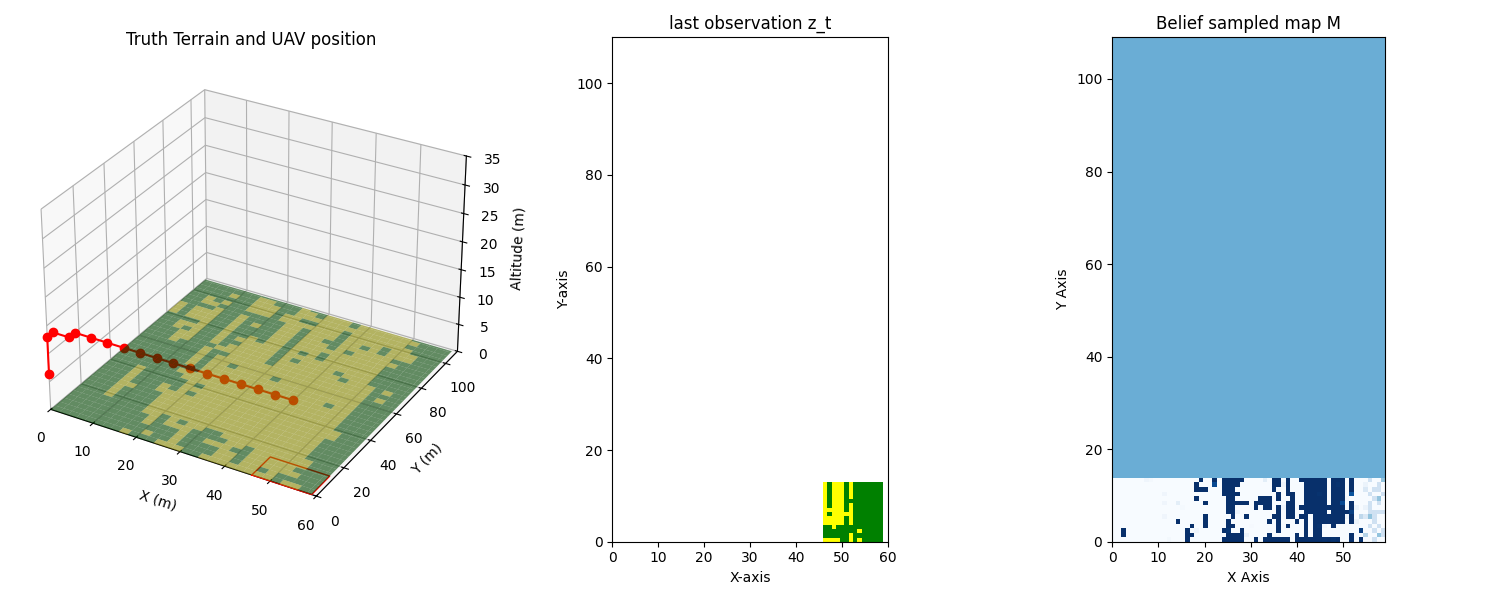 Truth Terrain and UAV position
35
30
25
20
15
10
5
0
Altitude (m)
0
10
20
30
40
50
60
X (m)
0
20
40
60
80
100
Y (m)
last observation z_t
100
80
60
40
20
0
Y-axis
0 10 20 30 40 50 60
X-axis
Belief sampled map M
100
80
60
40
20
0
Y Axis
0 10 20 30 40 50
X Axis